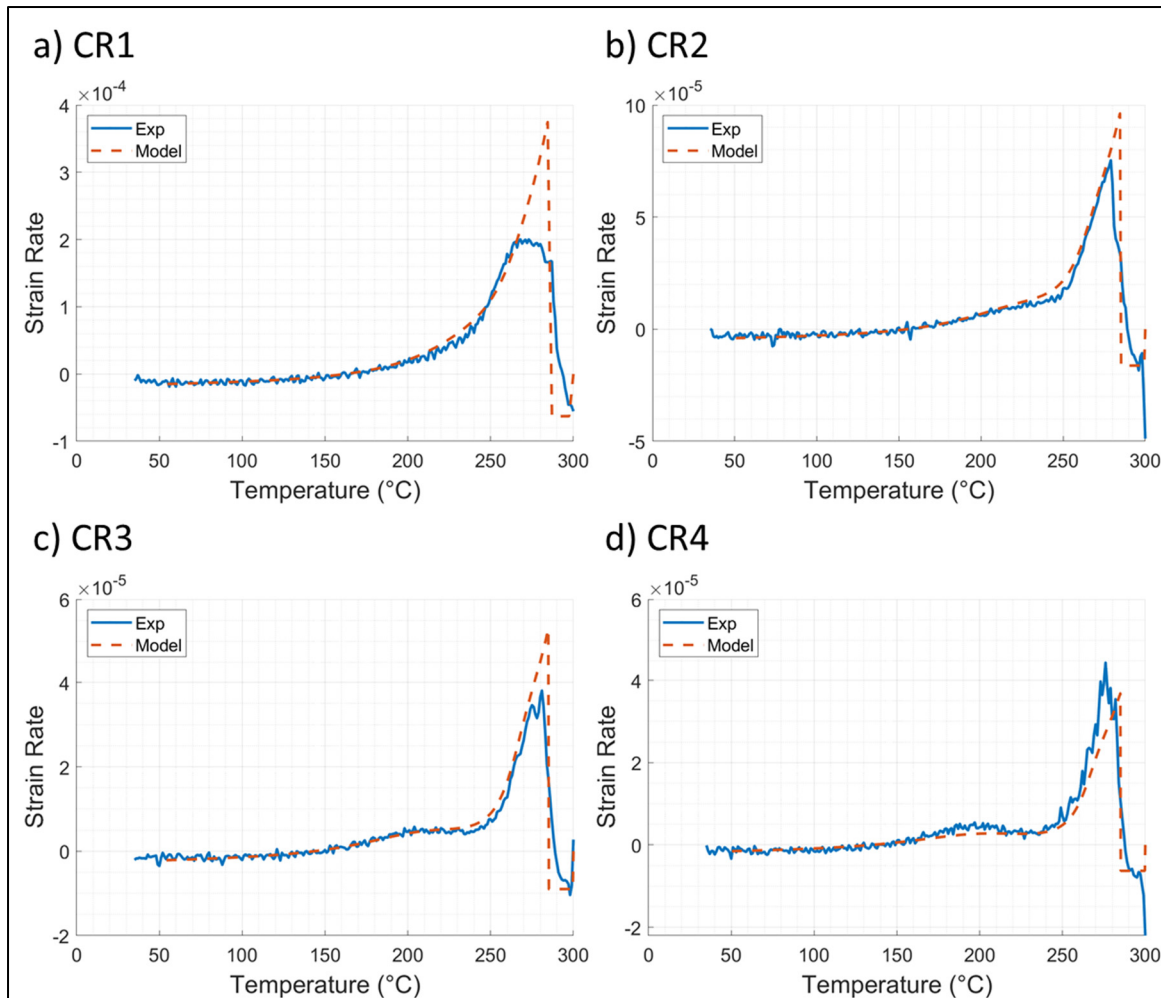 a) CR1
×10⁻⁴
4
3
2
1
0
-1
Strain Rate
Exp
Model
0 50 100 150 200 250 300
Temperature (°C)
b) CR2
×10⁻⁵
10
5
0
-5
Strain Rate
Exp
Model
0 50 100 150 200 250 300
Temperature (°C)
c) CR3
×10⁻⁵
6
4
2
0
-2
Strain Rate
Exp
Model
0 50 100 150 200 250 300
Temperature (°C)
d) CR4
×10⁻⁵
6
4
2
0
-2
Strain Rate
Exp
Model
0 50 100 150 200 250 300
Temperature (°C)